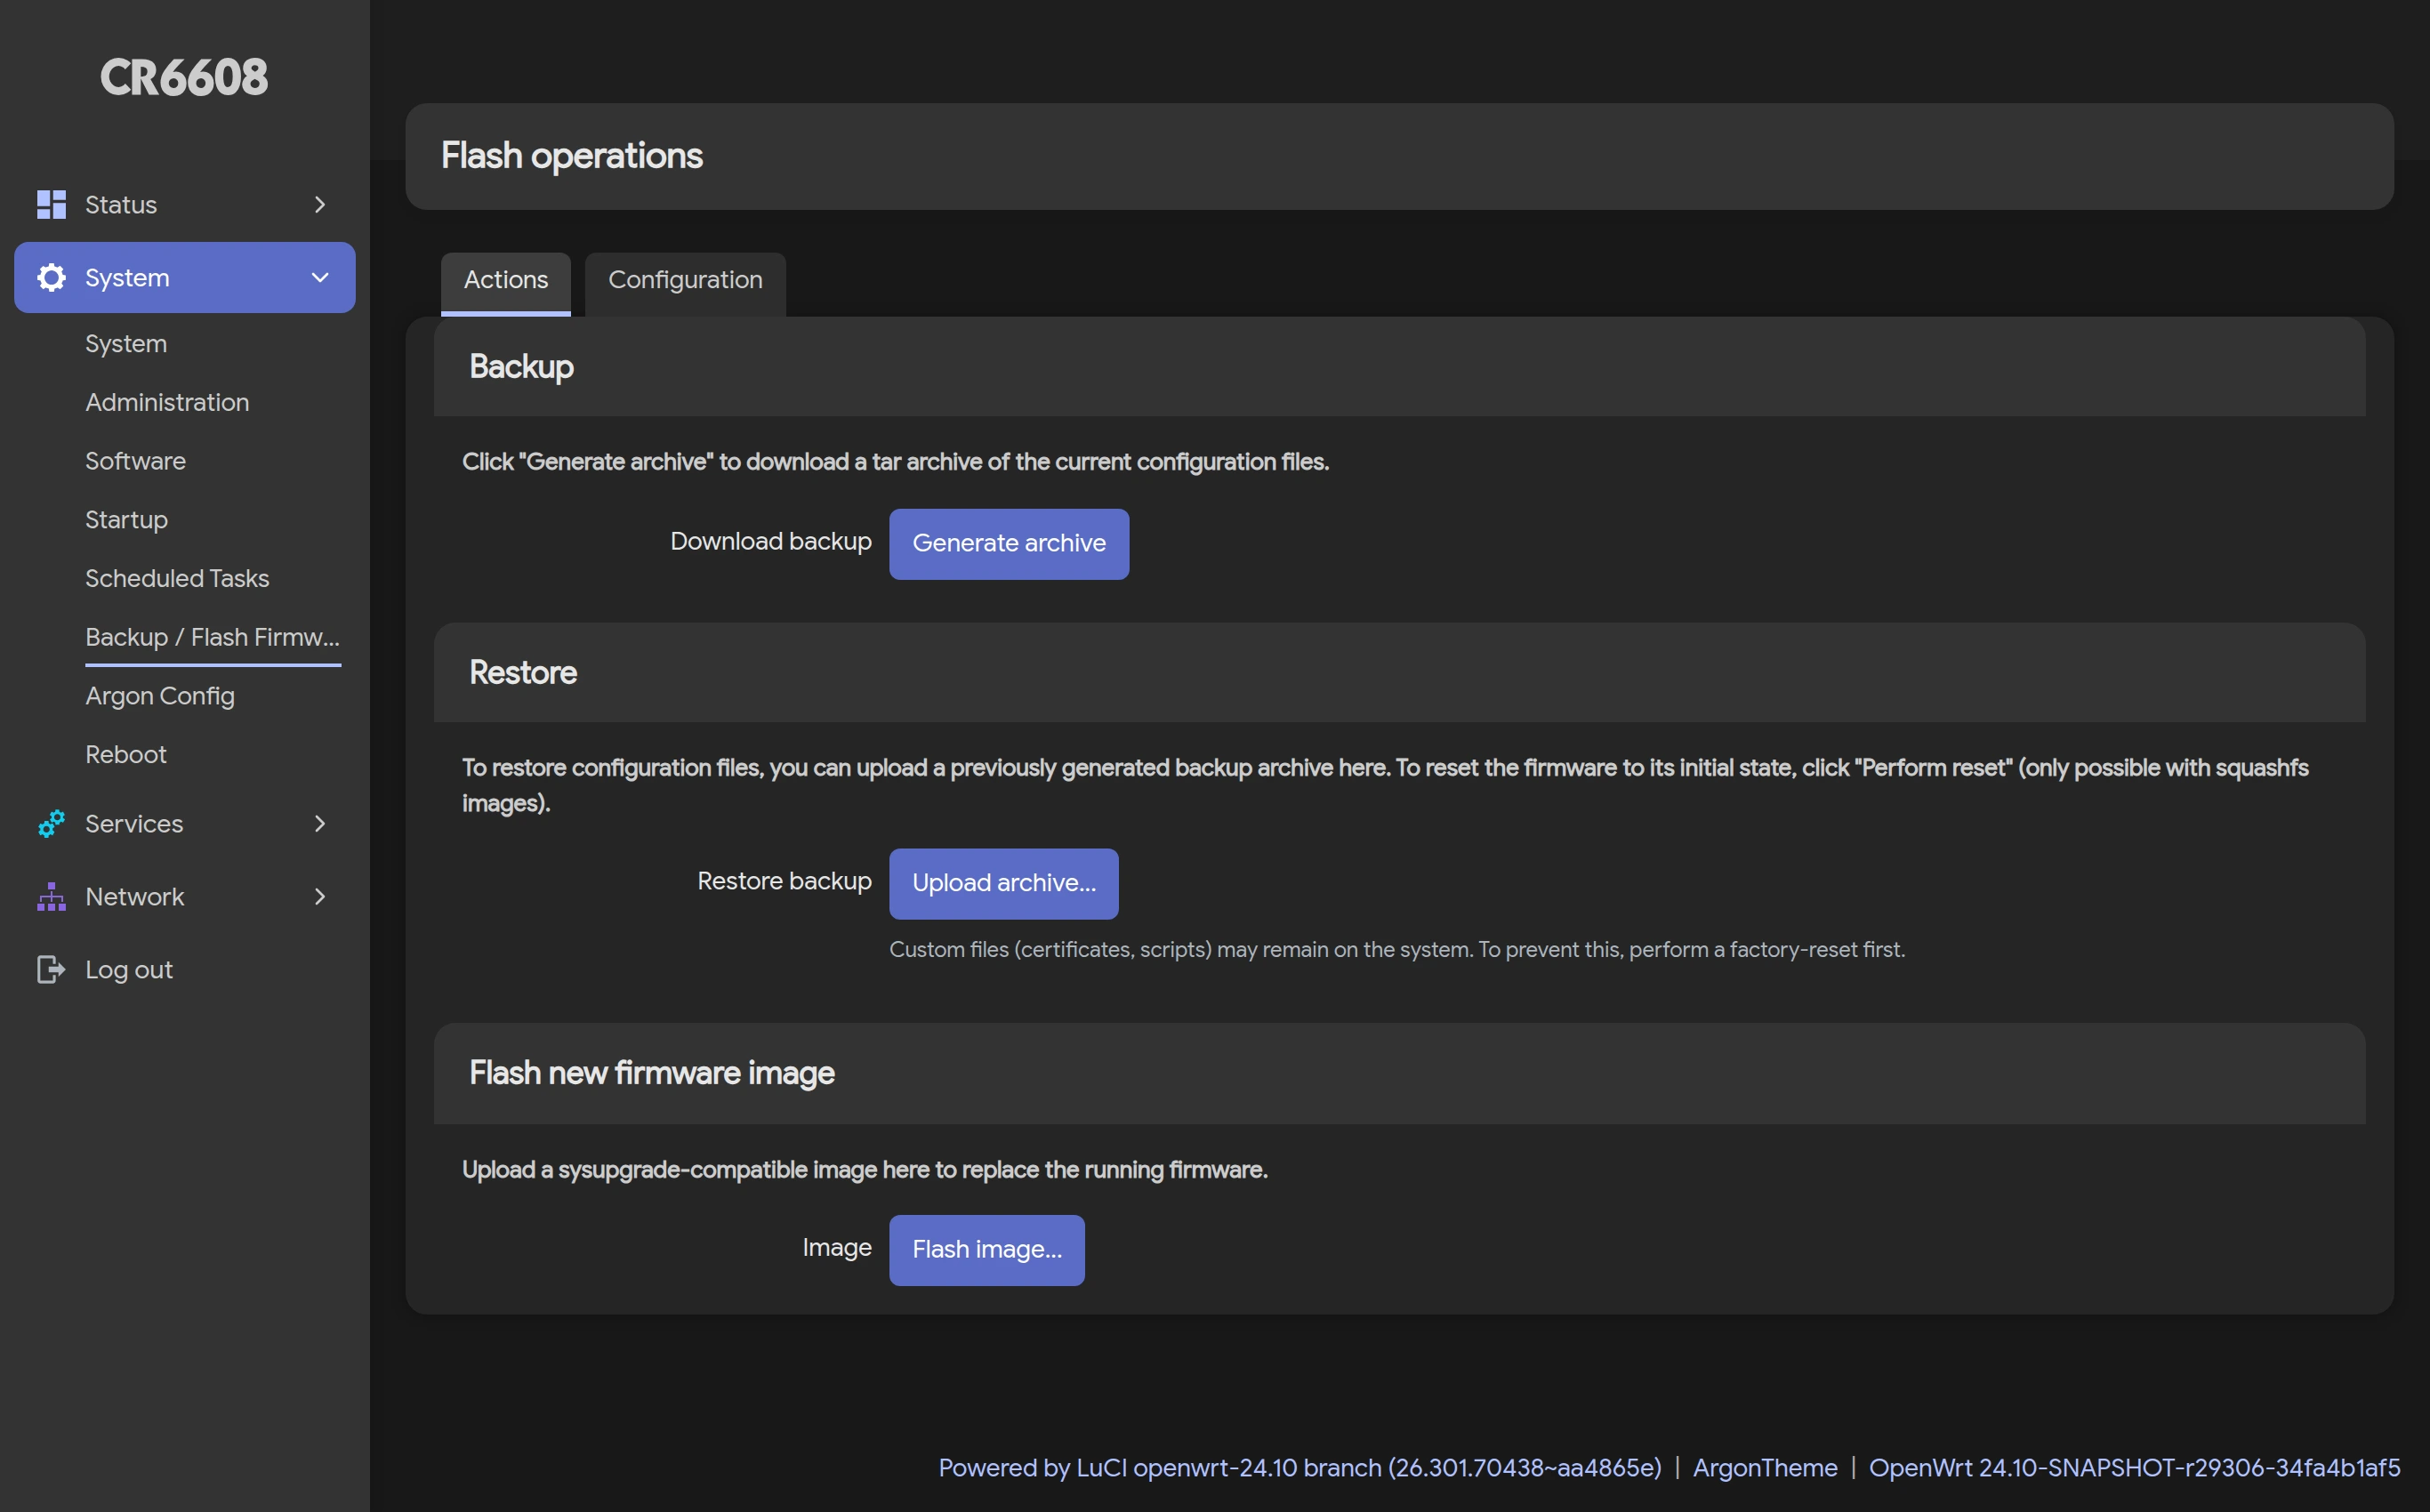 CR6608
Status
System
System
Administration
Software
Startup
Scheduled Tasks
Backup / Flash Firmw...
Argon Config
Reboot
Services
Network
Log out
Flash operations
Actions
Configuration
Backup
Click "Generate archive" to download a tar archive of the current configuration files.
Download backup
Generate archive
Restore
To restore configuration files, you can upload a previously generated backup archive here. To reset the firmware to its initial state, click "Perform reset" (only possible with squashfs
images).
Restore backup
Upload archive...
Custom files (certificates, scripts) may remain on the system. To prevent this, perform a factory-reset first.
Flash new firmware image
Upload a sysupgrade-compatible image here to replace the running firmware.
Image
Flash image...
Powered by LuCI openwrt-24.10 branch (26.301.70438~aa4865e) | ArgonTheme | OpenWrt 24.10-SNAPSHOT-r29306-34fa4b1af5